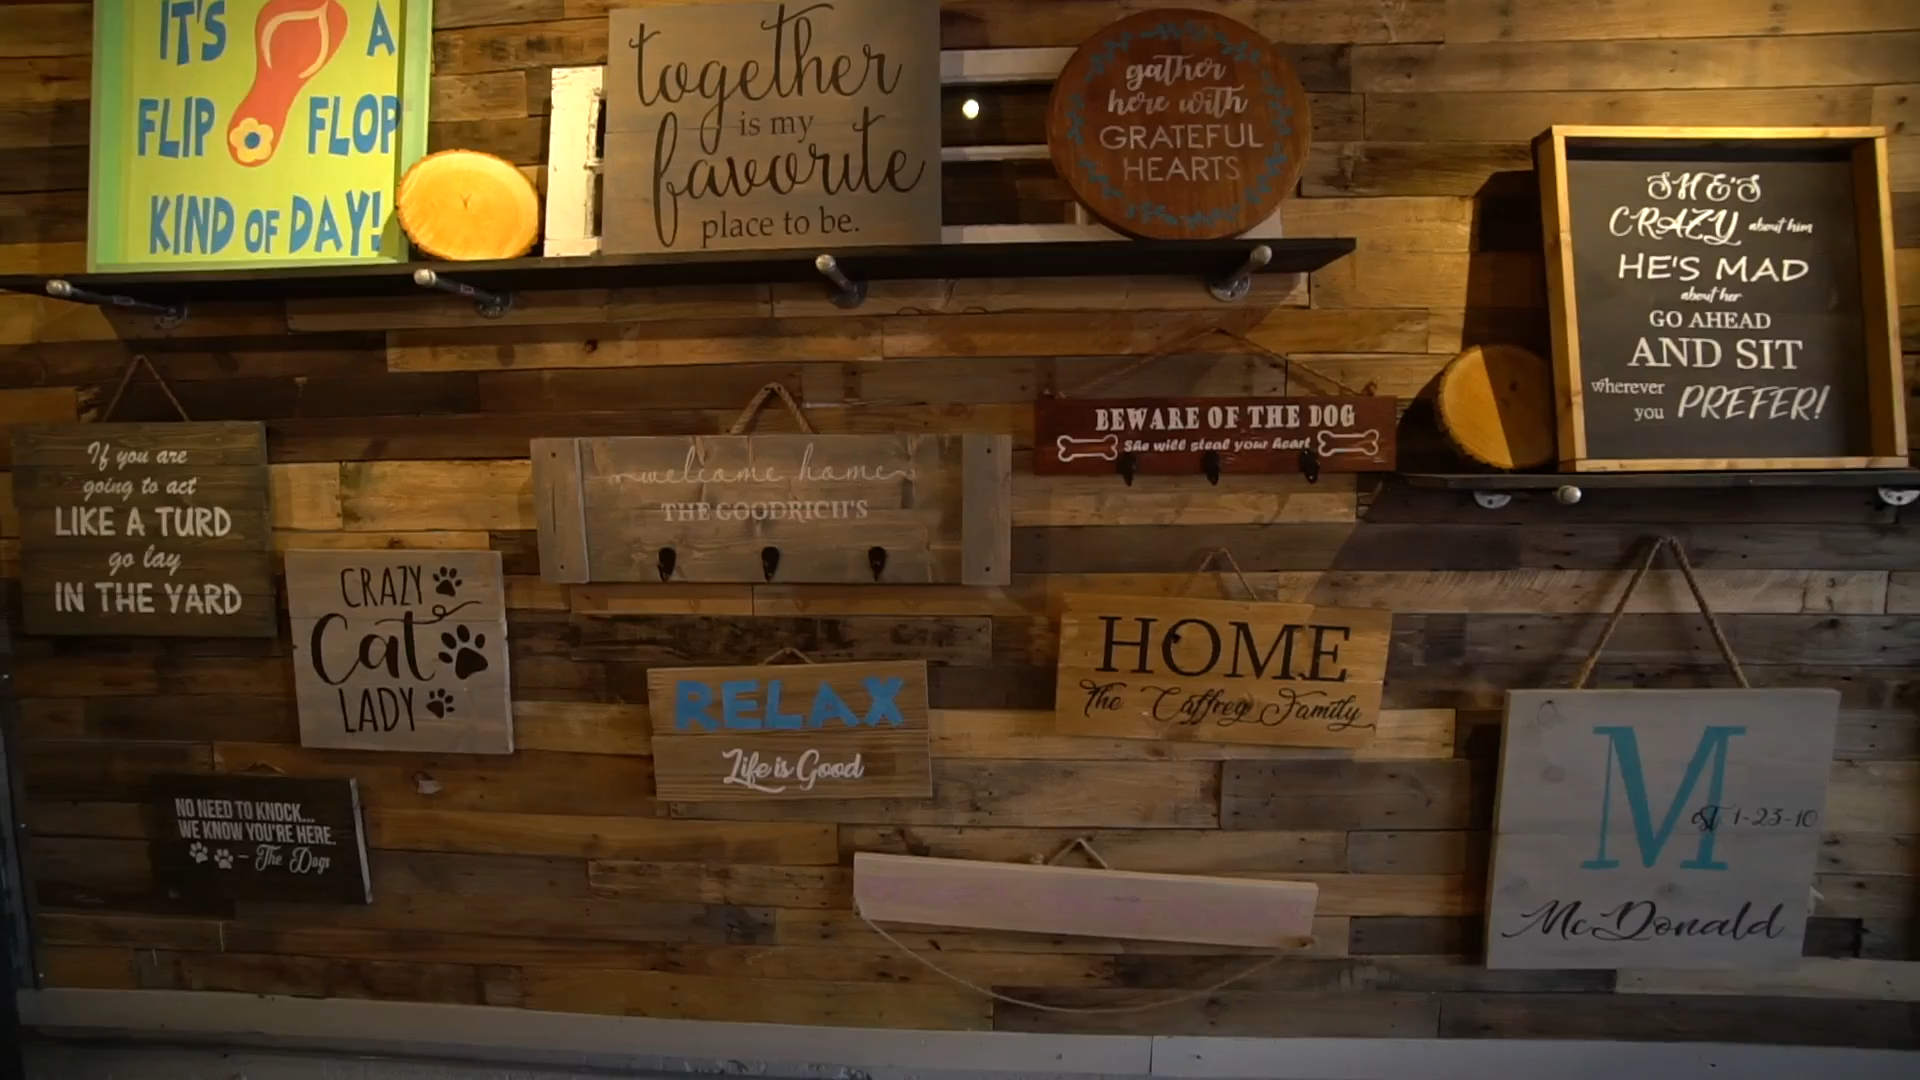 IT'S A
FLIP FLOP
KIND OF DAY!
together
is my
favorite
place to be.
gather
here with
GRATEFUL
HEARTS
SHE'S
CRAZY about him
HE'S MAD
about her
GO AHEAD
AND SIT
wherever
you PREFER!
If you are
going to act
LIKE A TURD
go lay
IN THE YARD
CRAZY
Cat
LADY
welcome home
THE GOODRICH'S
BEWARE OF THE DOG
She will steal your heart
HOME
The Caffrey Family
RELAX
Life is Good
NO NEED TO KNOCK...
WE KNOW YOU'RE HERE.
- The Dogs
M
est 1-23-10
McDonald